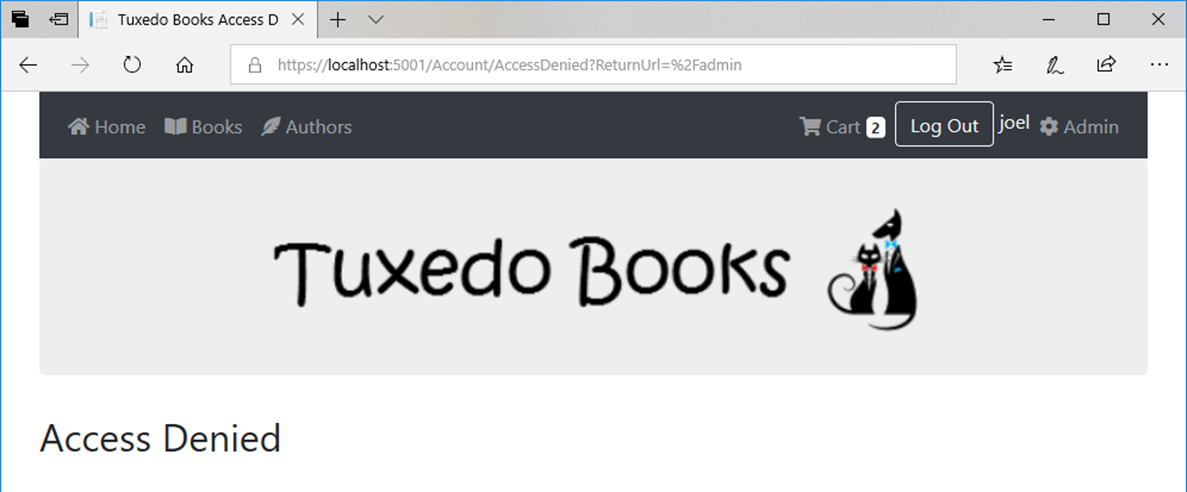 Tuxedo Books Access D
https://localhost:5001/Account/AccessDenied?ReturnUrl=%2Fadmin
Home Books Authors Cart 2 Log Out joel Admin
Tuxedo Books
Access Denied